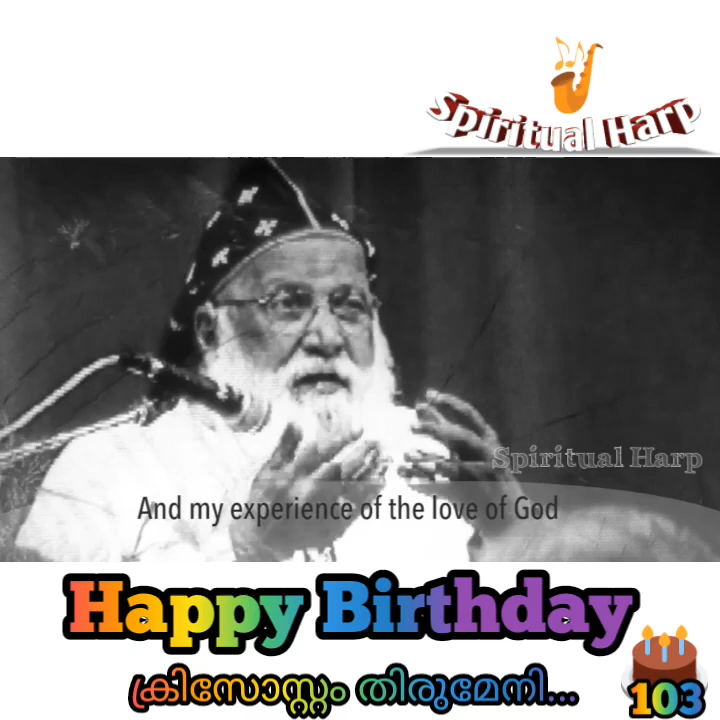 Spiritual Harp
Spiritual Harp
And my experience of the love of God
Happy Birthday
ക്രിസോസ്റ്റം തിരുമേനി...
103